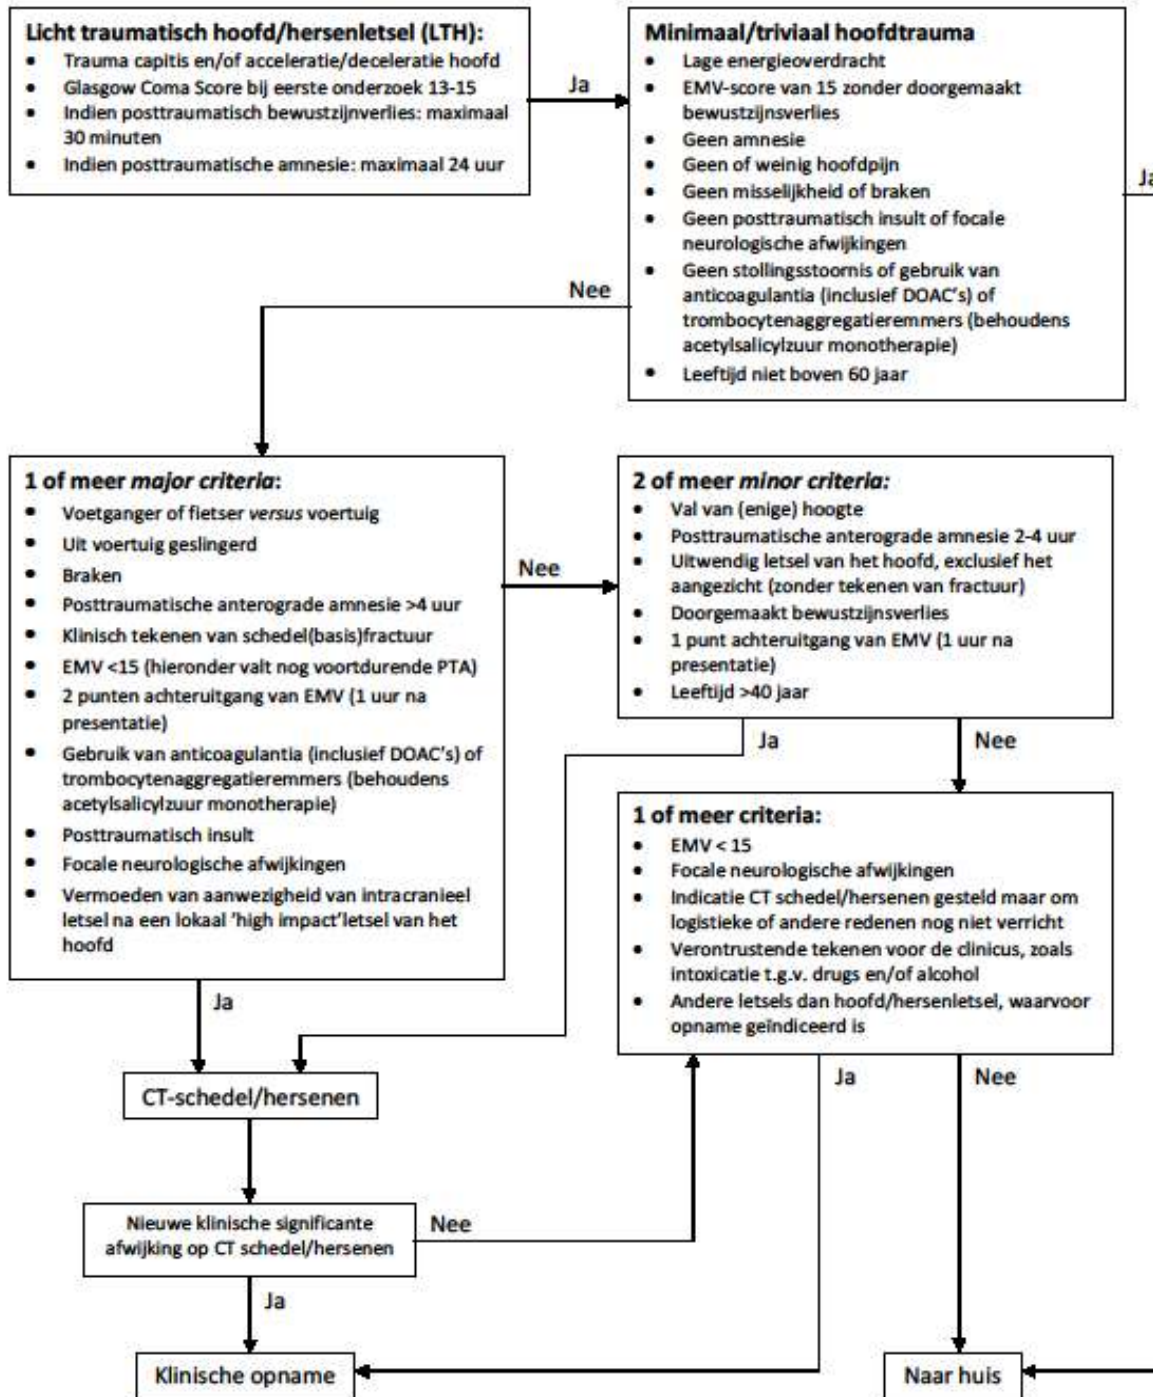 Licht traumatisch hoofd/hersenletsel (LTH):
• Trauma capitis en/of acceleratie/deceleratie hoofd
• Glasgow Coma Score bij eerste onderzoek 13-15
• Indien posttraumatisch bewustzijnverlies: maximaal
30 minuten
• Indien posttraumatische amnesie: maximaal 24 uur
Ja
Minimaal/triviaal hoofdtrauma
• Lage energieoverdracht
• EMV-score van 15 zonder doorgemaakt
bewustzijnsverlies
• Geen amnesie
• Geen of weinig hoofdpijn
• Geen misselijkheid of braken
• Geen posttraumatisch insult of focale
neurologische afwijkingen
• Geen stollingsstoornis of gebruik van
anticoagulantia (inclusief DOAC's) of
trombocytenaggregatieremmers (behoudens
acetylsalicylzuur monotherapie)
• Leeftijd niet boven 60 jaar
Ja
Nee
1 of meer major criteria:
• Voetganger of fietser versus voertuig
• Uit voertuig geslingerd
• Braken
• Posttraumatische anterograde amnesie >4 uur
• Klinisch tekenen van schedel(basis)fractuur
• EMV <15 (hieronder valt nog voortdurende PTA)
• 2 punten achteruitgang van EMV (1 uur na
presentatie)
• Gebruik van anticoagulantia (inclusief DOAC's) of
trombocytenaggregatieremmers (behoudens
acetylsalicylzuur monotherapie)
• Posttraumatisch insult
• Focale neurologische afwijkingen
• Vermoeden van aanwezigheid van intracranieel
letsel na een lokaal 'high impact'letsel van het
hoofd
Nee
2 of meer minor criteria:
• Val van (enige) hoogte
• Posttraumatische anterograde amnesie 2-4 uur
• Uitwendig letsel van het hoofd, exclusief het
aangezicht (zonder tekenen van fractuur)
• Doorgemaakt bewustzijnsverlies
• 1 punt achteruitgang van EMV (1 uur na
presentatie)
• Leeftijd >40 jaar
Ja
Nee
1 of meer criteria:
• EMV < 15
• Focale neurologische afwijkingen
• Indicatie CT schedel/hersenen gesteld maar om
logistieke of andere redenen nog niet verricht
• Verontrustende tekenen voor de clinicus, zoals
intoxicatie t.g.v. drugs en/of alcohol
• Andere letsels dan hoofd/hersenletsel, waarvoor
opname geïndiceerd is
Ja
CT-schedel/hersenen
Ja
Nee
Nieuwe klinische significante
afwijking op CT schedel/hersenen
Nee
Ja
Klinische opname
Naar huis